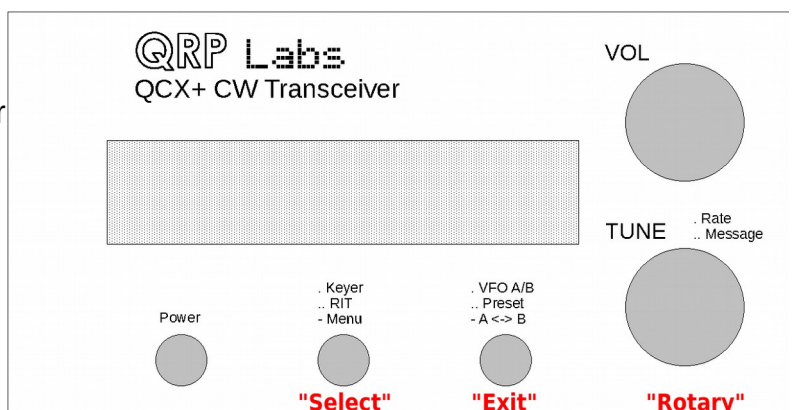 QRP Labs
QCX+ CW Transceiver
VOL
r
TUNE
. Rate
.. Message
Power
. Keyer
.. RIT
- Menu
. VFO A/B
.. Preset
- A <-> B
"Select"
"Exit"
"Rotary"